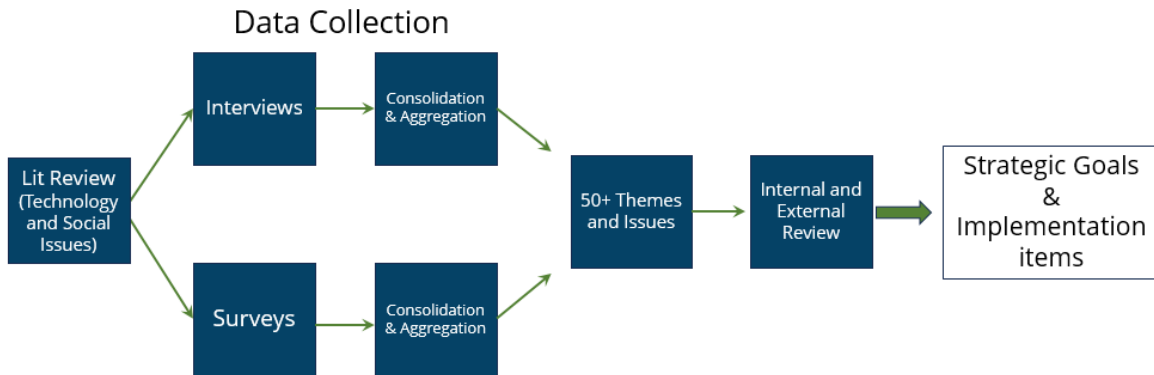 Data Collection
Interviews
Consolidation
& Aggregation
Lit Review
(Technology
and Social
Issues)
50+ Themes
and Issues
Internal and
External
Review
Strategic Goals
&
Implementation
items
Surveys
Consolidation
& Aggregation